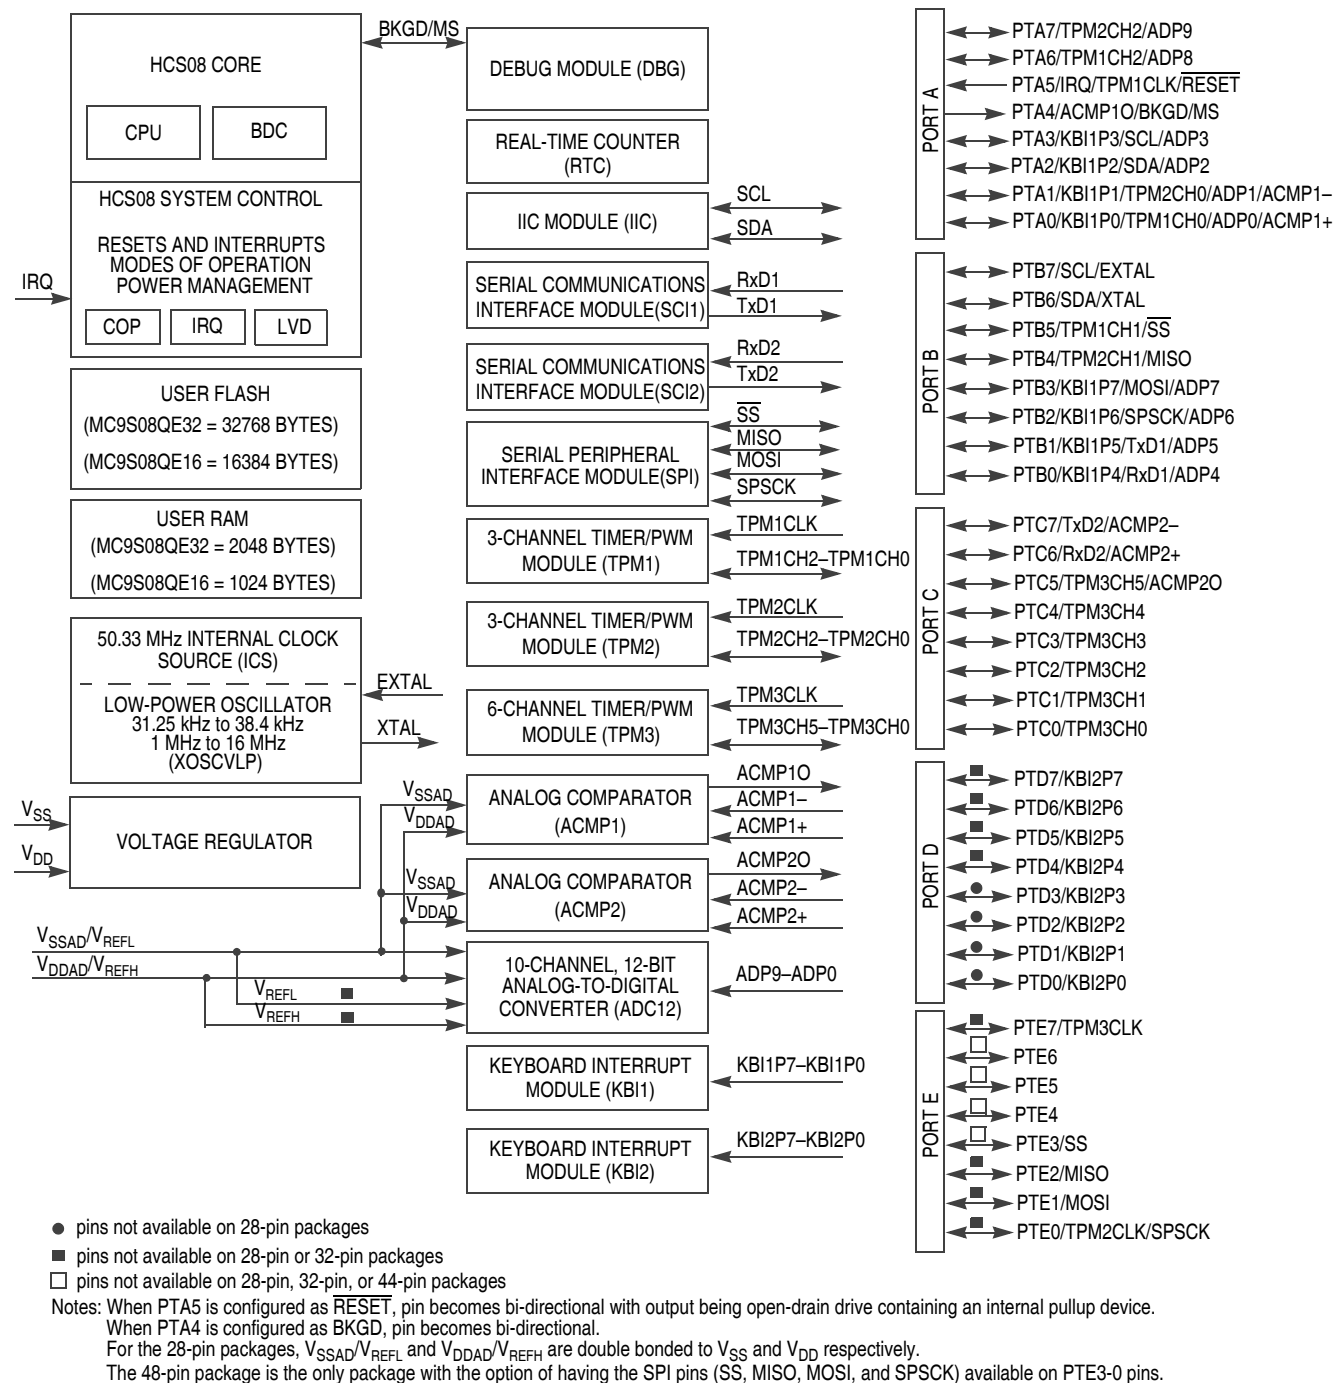 HCS08 CORE
CPU
BDC
HCS08 SYSTEM CONTROL
RESETS AND INTERRUPTS
MODES OF OPERATION
POWER MANAGEMENT
COP
IRQ
LVD
IRQ
USER FLASH
(MC9S08QE32 = 32768 BYTES)
(MC9S08QE16 = 16384 BYTES)
USER RAM
(MC9S08QE32 = 2048 BYTES)
(MC9S08QE16 = 1024 BYTES)
50.33 MHz INTERNAL CLOCK
SOURCE (ICS)
LOW-POWER OSCILLATOR
31.25 kHz to 38.4 kHz
1 MHz to 16 MHz
(XOSCVLP)
EXTAL
XTAL
VSS
VDD
VOLTAGE REGULATOR
VSSAD/VREFL
VDDAD/VREFH
VREFL
VREFH
BKGD/MS
DEBUG MODULE (DBG)
REAL-TIME COUNTER
(RTC)
IIC MODULE (IIC)
SCL
SDA
SERIAL COMMUNICATIONS
INTERFACE MODULE(SCI1)
RxD1
TxD1
SERIAL COMMUNICATIONS
INTERFACE MODULE(SCI2)
RxD2
TxD2
SERIAL PERIPHERAL
INTERFACE MODULE(SPI)
SS
MISO
MOSI
SPSCK
3-CHANNEL TIMER/PWM
MODULE (TPM1)
TPM1CLK
TPM1CH2–TPM1CH0
3-CHANNEL TIMER/PWM
MODULE (TPM2)
TPM2CLK
TPM2CH2–TPM2CH0
6-CHANNEL TIMER/PWM
MODULE (TPM3)
TPM3CLK
TPM3CH5–TPM3CH0
VSSAD
VDDAD
ANALOG COMPARATOR
(ACMP1)
ACMP1O
ACMP1–
ACMP1+
VSSAD
VDDAD
ANALOG COMPARATOR
(ACMP2)
ACMP2O
ACMP2–
ACMP2+
10-CHANNEL, 12-BIT
ANALOG-TO-DIGITAL
CONVERTER (ADC12)
ADP9–ADP0
KEYBOARD INTERRUPT
MODULE (KBI1)
KBI1P7–KBI1P0
KEYBOARD INTERRUPT
MODULE (KBI2)
KBI2P7–KBI2P0
PORT A
PTA7/TPM2CH2/ADP9
PTA6/TPM1CH2/ADP8
PTA5/IRQ/TPM1CLK/RESET
PTA4/ACMP1O/BKGD/MS
PTA3/KBI1P3/SCL/ADP3
PTA2/KBI1P2/SDA/ADP2
PTA1/KBI1P1/TPM2CH0/ADP1/ACMP1–
PTA0/KBI1P0/TPM1CH0/ADP0/ACMP1+
PORT B
PTB7/SCL/EXTAL
PTB6/SDA/XTAL
PTB5/TPM1CH1/SS
PTB4/TPM2CH1/MISO
PTB3/KBI1P7/MOSI/ADP7
PTB2/KBI1P6/SPSCK/ADP6
PTB1/KBI1P5/TxD1/ADP5
PTB0/KBI1P4/RxD1/ADP4
PORT C
PTC7/TxD2/ACMP2–
PTC6/RxD2/ACMP2+
PTC5/TPM3CH5/ACMP2O
PTC4/TPM3CH4
PTC3/TPM3CH3
PTC2/TPM3CH2
PTC1/TPM3CH1
PTC0/TPM3CH0
PORT D
PTD7/KBI2P7
PTD6/KBI2P6
PTD5/KBI2P5
PTD4/KBI2P4
PTD3/KBI2P3
PTD2/KBI2P2
PTD1/KBI2P1
PTD0/KBI2P0
PORT E
PTE7/TPM3CLK
PTE6
PTE5
PTE4
PTE3/SS
PTE2/MISO
PTE1/MOSI
PTE0/TPM2CLK/SPSCK
pins not available on 28-pin packages
pins not available on 28-pin or 32-pin packages
pins not available on 28-pin, 32-pin, or 44-pin packages
Notes: When PTA5 is configured as RESET, pin becomes bi-directional with output being open-drain drive containing an internal pullup device.
When PTA4 is configured as BKGD, pin becomes bi-directional.
For the 28-pin packages, VSSAD/VREFL and VDDAD/VREFH are double bonded to VSS and VDD respectively.
The 48-pin package is the only package with the option of having the SPI pins (SS, MISO, MOSI, and SPSCK) available on PTE3-0 pins.